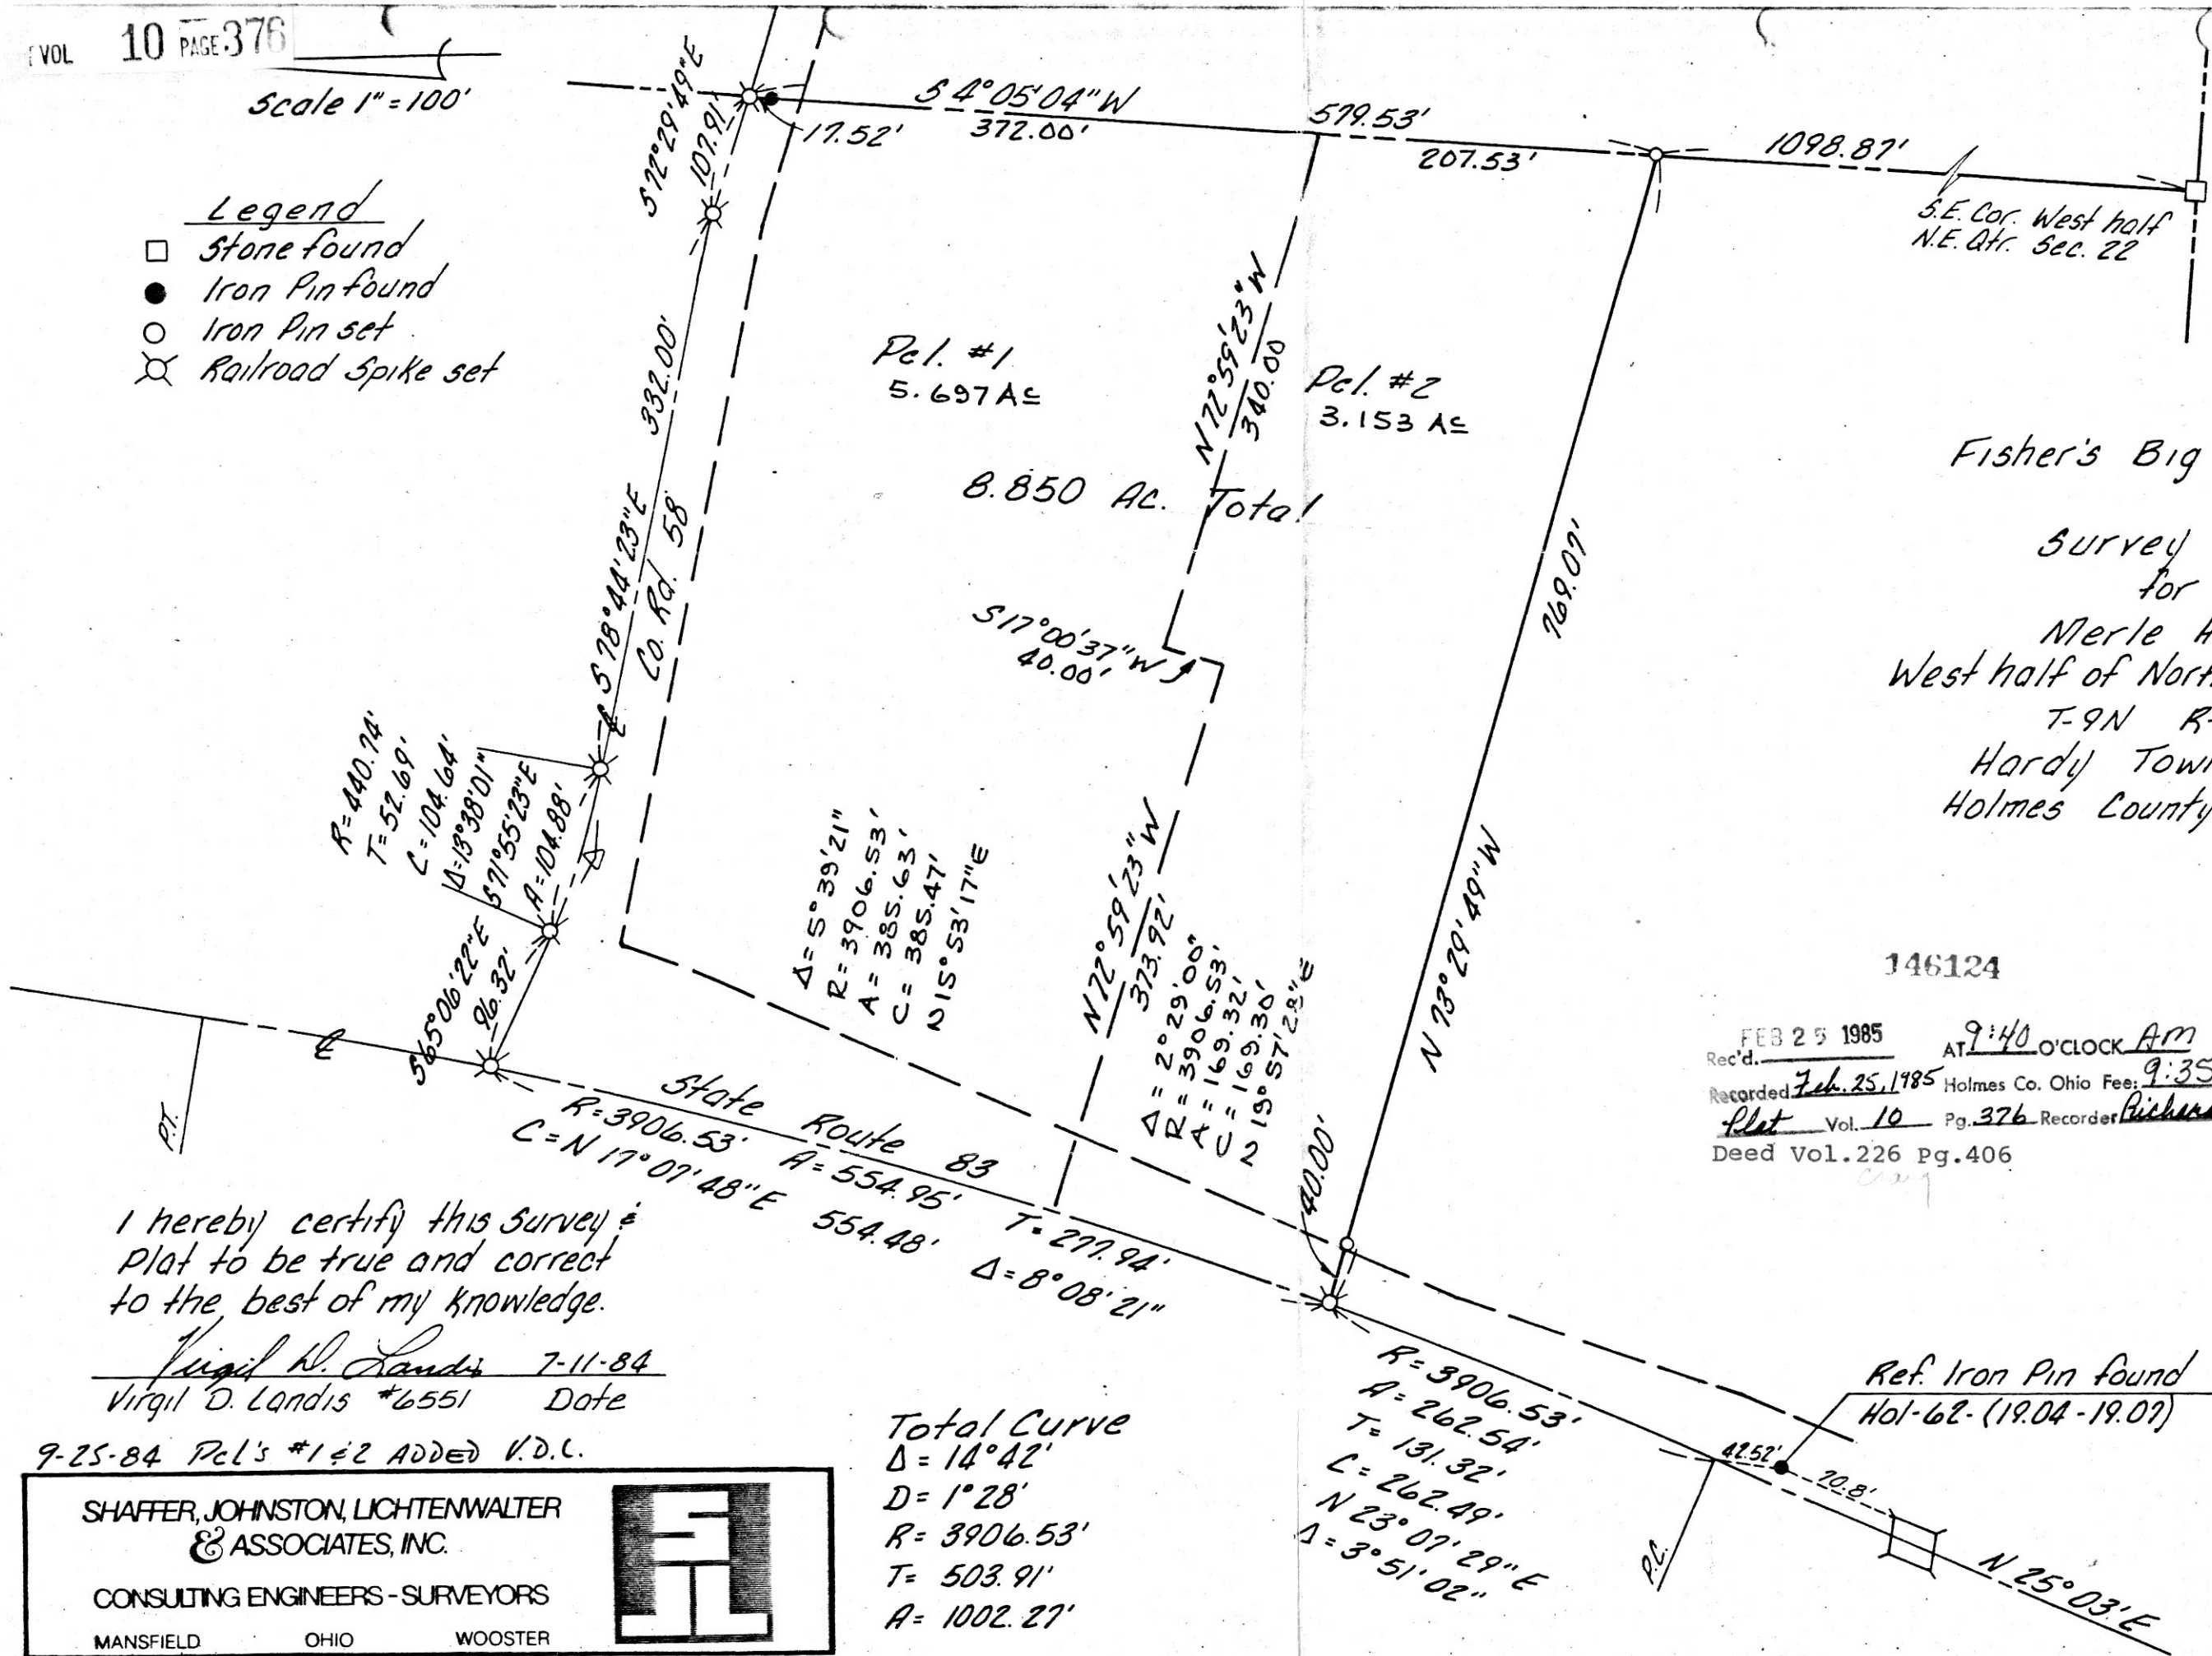 VOL 10 PAGE 376
Scale 1" = 100'
Legend
□ Stone found
● Iron Pin found
○ Iron Pin set
Railroad Spike set
S 72° 29' 49" E
107.91'
17.52'
S 4° 05' 04" W
372.00'
579.53'
207.53'
1098.87'
S.E. Cor. West half
N.E. Qtr. Sec. 22
332.00'
S 78° 44' 23" E
Co. Rd. 58
Pcl. #1
5.697 Ac
N 72° 59' 23" W
340.00
Pcl. #2
3.153 Ac
8.850 Ac. Total
S 17° 00' 37" W
40.00'
769.07'
N 73° 29' 49" W
Fisher's Big
Survey
for
Merle H
West half of Nort
T-9N R-
Hardy Tow
Holmes County
R = 440.74'
T = 52.69'
C = 104.64'
Δ = 13° 38' 01"
S 71° 55' 23" E
A = 104.88'
S 65° 06' 22" E
96.32'
Δ = 5° 39' 21"
R = 3906.53'
A = 385.63'
C = 385.47'
N 15° 53' 17" E
N 72° 59' 23" W
373.92'
Δ = 2° 29' 00"
R = 3906.53'
A = 169.32'
C = 169.30'
N 19° 57' 28" E
40.00'
146124
FEB 25 1985
Rec'd. AT 9:40 O'CLOCK AM
Recorded Feb. 25, 1985 Holmes Co. Ohio Fee: 9:35
Plat Vol. 10 Pg. 376 Recorder Richard
Deed Vol.226 Pg.406
Craig
℄
P.T.
State Route 83
R = 3906.53' A = 554.95' T = 277.94'
C = N 17° 07' 48" E 554.48' Δ = 8° 08' 21"
I hereby certify this Survey &
Plat to be true and correct
to the best of my knowledge.
Virgil D. Landis 7-11-84
Virgil D. Landis #6551 Date
9-25-84 Pcl's #1 & 2 ADDED V.D.L.
SHAFFER, JOHNSTON, LICHTENWALTER
& ASSOCIATES, INC.
CONSULTING ENGINEERS - SURVEYORS
MANSFIELD OHIO WOOSTER
SJL
Total Curve
Δ = 14° 42'
D = 1° 28'
R = 3906.53'
T = 503.91'
A = 1002.27'
R = 3906.53'
A = 262.54'
T = 131.32'
C = 262.49'
N 23° 07' 29" E
Δ = 3° 51' 02"
Ref. Iron Pin found
Hol-62-(19.04-19.07)
42.52'
20.8'
P.C.
N 25° 03' E